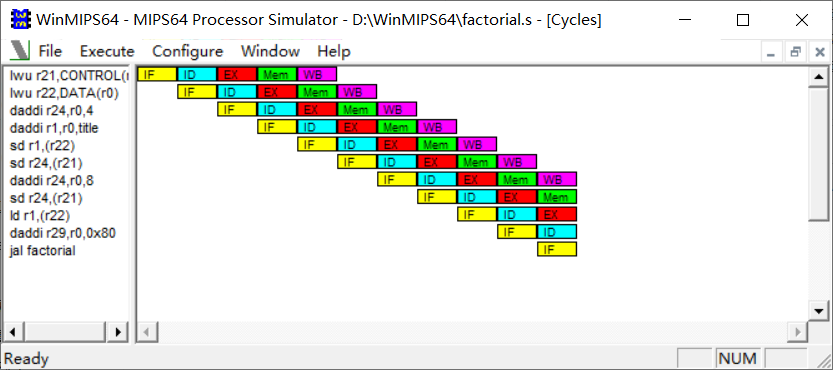 WinMIPS64 - MIPS64 Processor Simulator - D:\WinMIPS64\factorial.s - [Cycles]
File Execute Configure Window Help
lwu r21,CONTROL(r IF ID EX Mem WB
lwu r22,DATA(r0) IF ID EX Mem WB
daddi r24,r0,4 IF ID EX Mem WB
daddi r1,r0,title IF ID EX Mem WB
sd r1,(r22) IF ID EX Mem WB
sd r24,(r21) IF ID EX Mem WB
daddi r24,r0,8 IF ID EX Mem WB
sd r24,(r21) IF ID EX Mem
ld r1,(r22) IF ID EX
daddi r29,r0,0x80 IF ID
jal factorial IF
Ready NUM